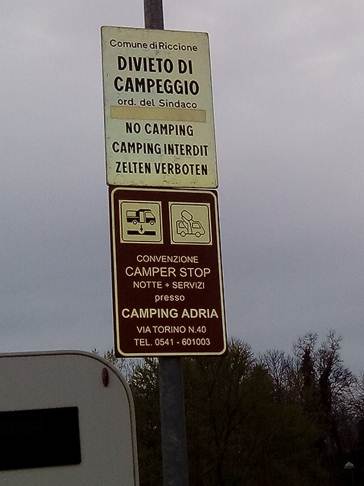 Comune di Riccione
DIVIETO DI
CAMPEGGIO
ord. del Sindaco
NO CAMPING
CAMPING INTERDIT
ZELTEN VERBOTEN
CONVENZIONE
CAMPER STOP
NOTTE + SERVIZI
presso
CAMPING ADRIA
VIA TORINO N.40
TEL. 0541 - 601003